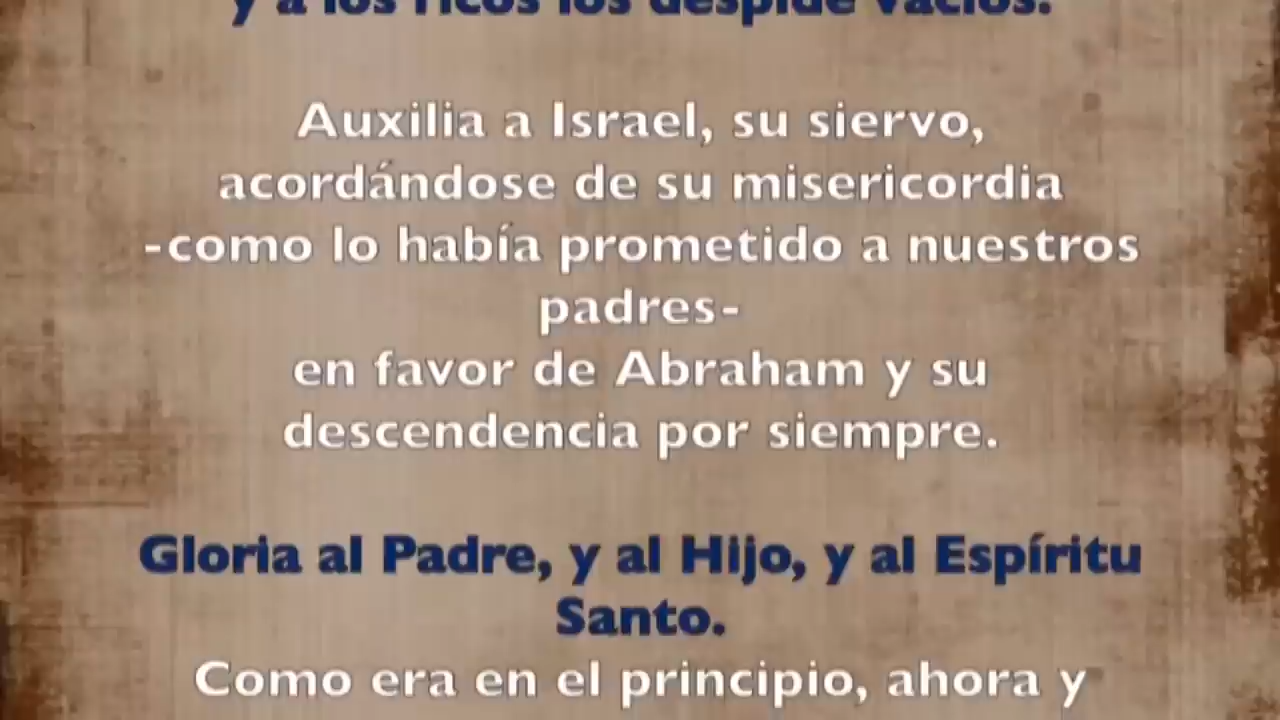 y a los ricos los despide vacíos.
Auxilia a Israel, su siervo,
acordándose de su misericordia
-como lo había prometido a nuestros
padres-
en favor de Abraham y su
descendencia por siempre.
Gloria al Padre, y al Hijo, y al Espíritu
Santo.
Como era en el principio, ahora y